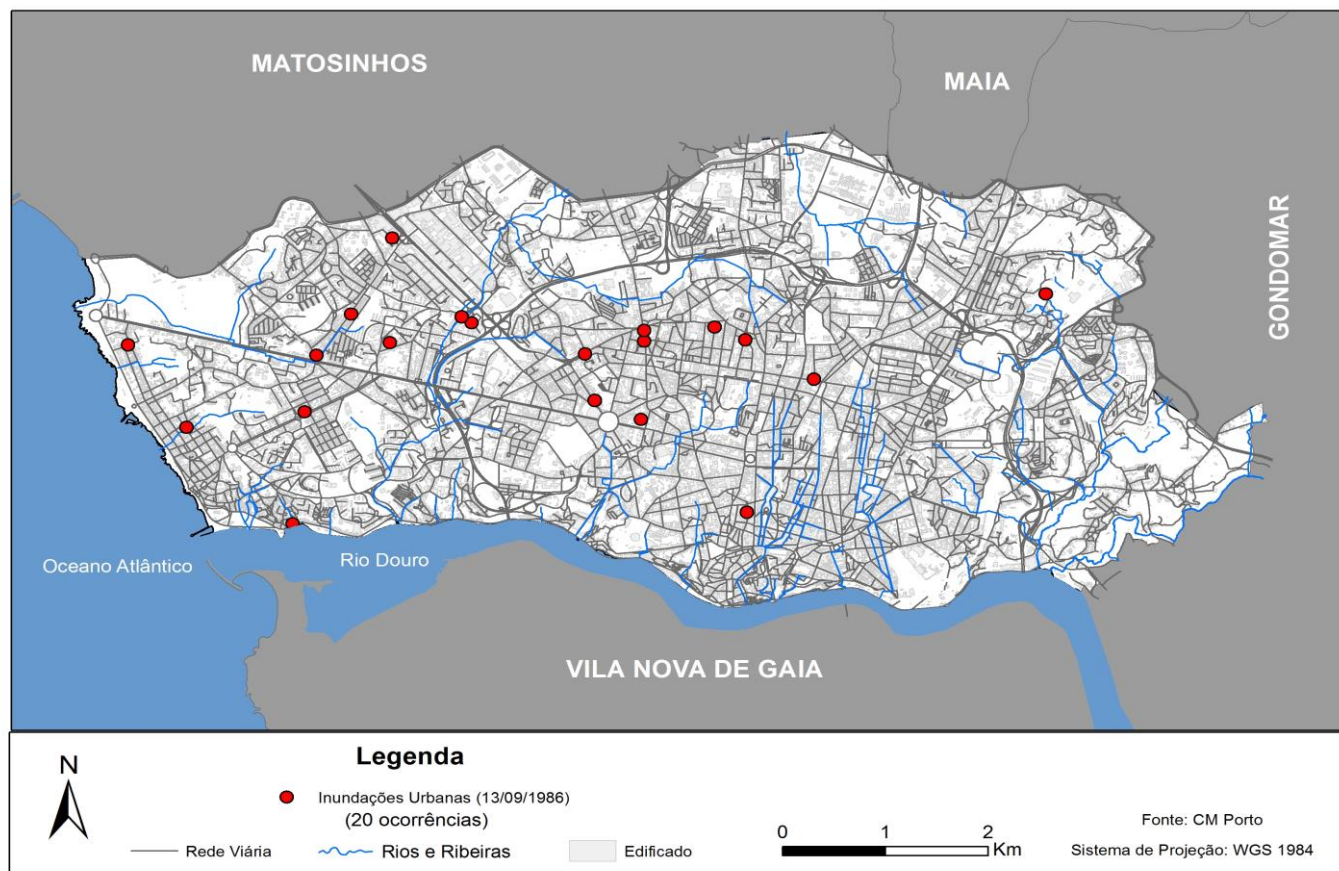 MATOSINHOS
MAIA
GONDOMAR
Oceano Atlântico
Rio Douro
VILA NOVA DE GAIA
N
Legenda
Inundações Urbanas (13/09/1986)
(20 ocorrências)
Rede Viária
Rios e Ribeiras
Edificado
0 1 2
Km
Fonte: CM Porto
Sistema de Projeção: WGS 1984